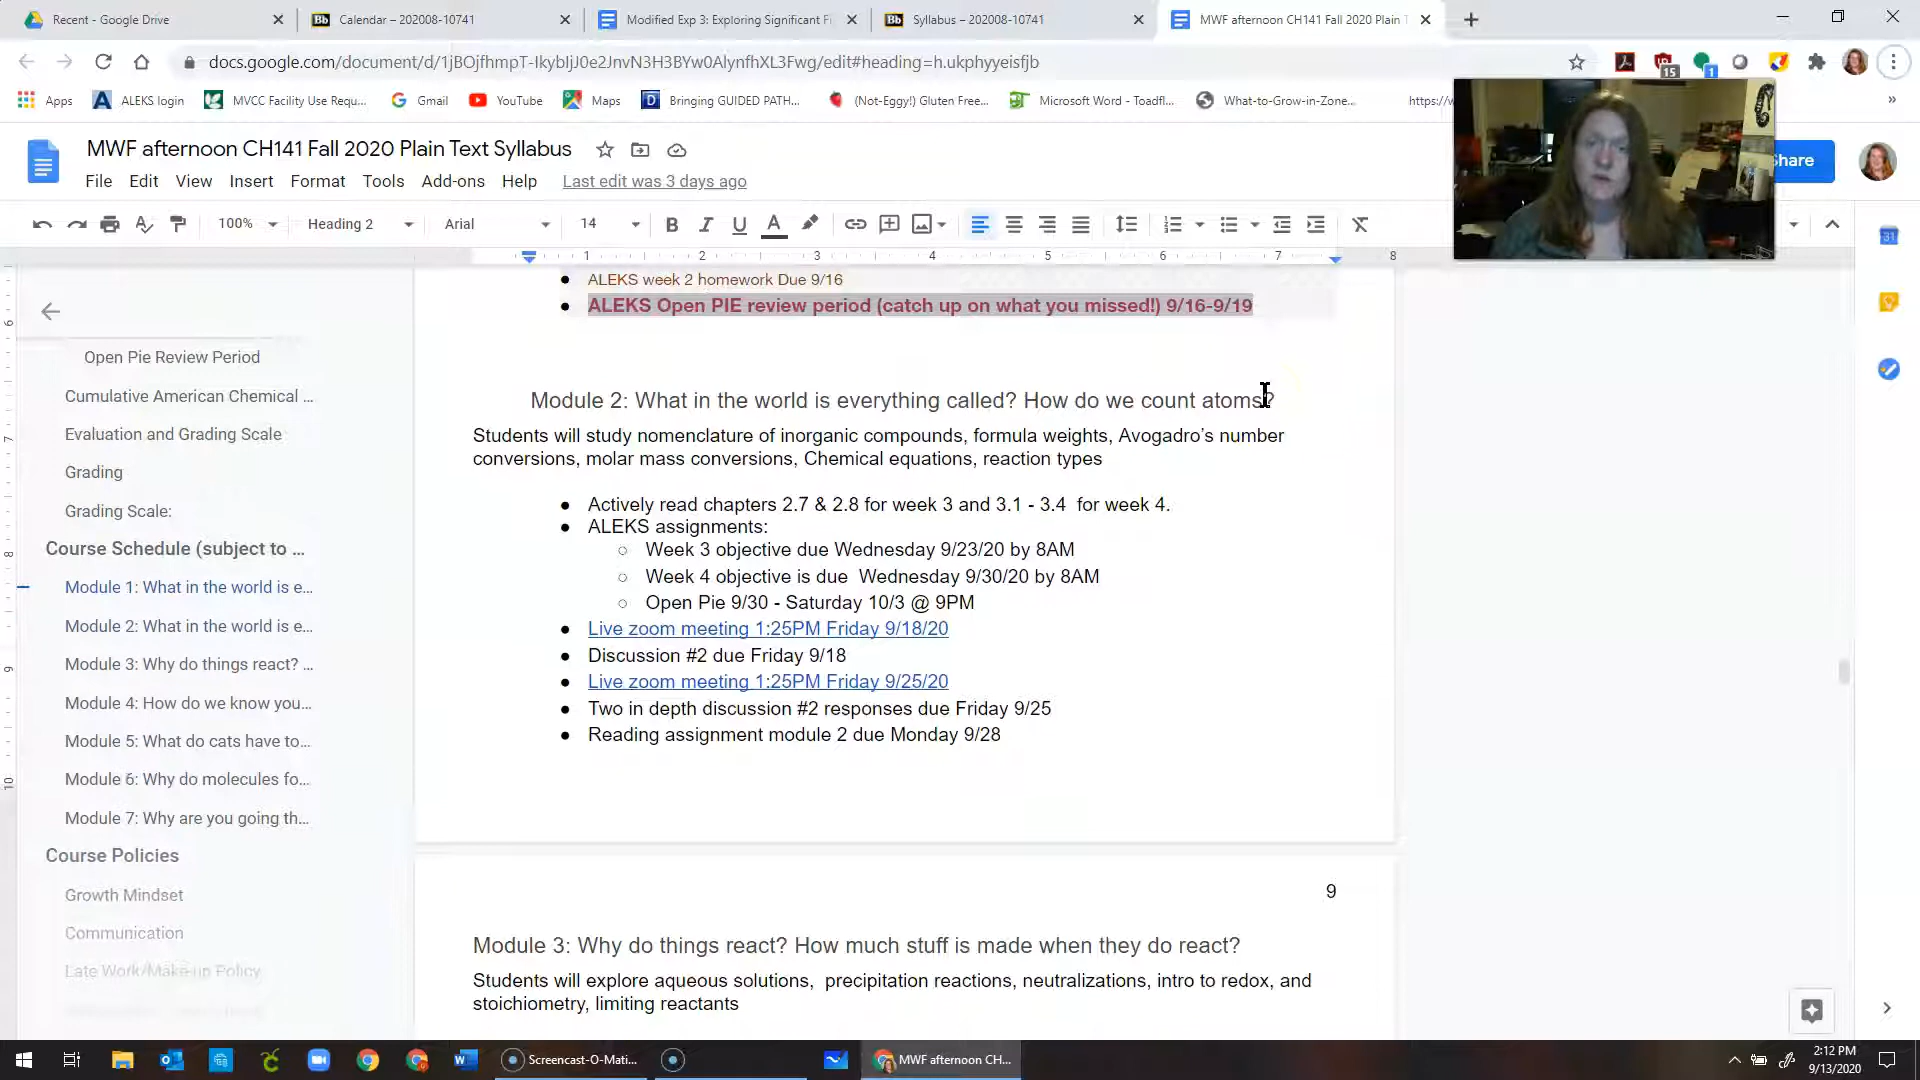 Recent - Google Drive
Calendar – 202008-10741
Modified Exp 3: Exploring Significant Fi
Syllabus – 202008-10741
MWF afternoon CH141 Fall 2020 Plain T
docs.google.com/document/d/1jBOjfhmpT-IkybIjJ0e2JnvN3H3BYw0AlynfhXL3Fwg/edit#heading=h.ukphyyeisfjb
15
1
Apps
ALEKS login
MVCC Facility Use Requ...
Gmail
YouTube
Maps
Bringing GUIDED PATH...
(Not-Eggy!) Gluten Free...
Microsoft Word - Toadfl...
What-to-Grow-in-Zone...
MWF afternoon CH141 Fall 2020 Plain Text Syllabus
Share
File Edit View Insert Format Tools Add-ons Help Last edit was 3 days ago
100% Heading 2 Arial 14 B I U A
1 2 3 4 5 6 7 8
31
Open Pie Review Period
Cumulative American Chemical ...
Evaluation and Grading Scale
Grading
Grading Scale:
Course Schedule (subject to ...
Module 1: What in the world is e...
Module 2: What in the world is e...
Module 3: Why do things react? ...
Module 4: How do we know you...
Module 5: What do cats have to...
Module 6: Why do molecules fo...
Module 7: Why are you going th...
Course Policies
Growth Mindset
Communication
Late Work/Make-up Policy
6
7
8
9
10
ALEKS week 2 homework Due 9/16
ALEKS Open PIE review period (catch up on what you missed!) 9/16-9/19
Module 2: What in the world is everything called? How do we count atoms?
Students will study nomenclature of inorganic compounds, formula weights, Avogadro's number
conversions, molar mass conversions, Chemical equations, reaction types
Actively read chapters 2.7 & 2.8 for week 3 and 3.1 - 3.4 for week 4.
ALEKS assignments:
Week 3 objective due Wednesday 9/23/20 by 8AM
Week 4 objective is due Wednesday 9/30/20 by 8AM
Open Pie 9/30 - Saturday 10/3 @ 9PM
Live zoom meeting 1:25PM Friday 9/18/20
Discussion #2 due Friday 9/18
Live zoom meeting 1:25PM Friday 9/25/20
Two in depth discussion #2 responses due Friday 9/25
Reading assignment module 2 due Monday 9/28
9
Module 3: Why do things react? How much stuff is made when they do react?
Students will explore aqueous solutions, precipitation reactions, neutralizations, intro to redox, and
stoichiometry, limiting reactants
Screencast-O-Mati...
MWF afternoon CH...
2:12 PM
9/13/2020